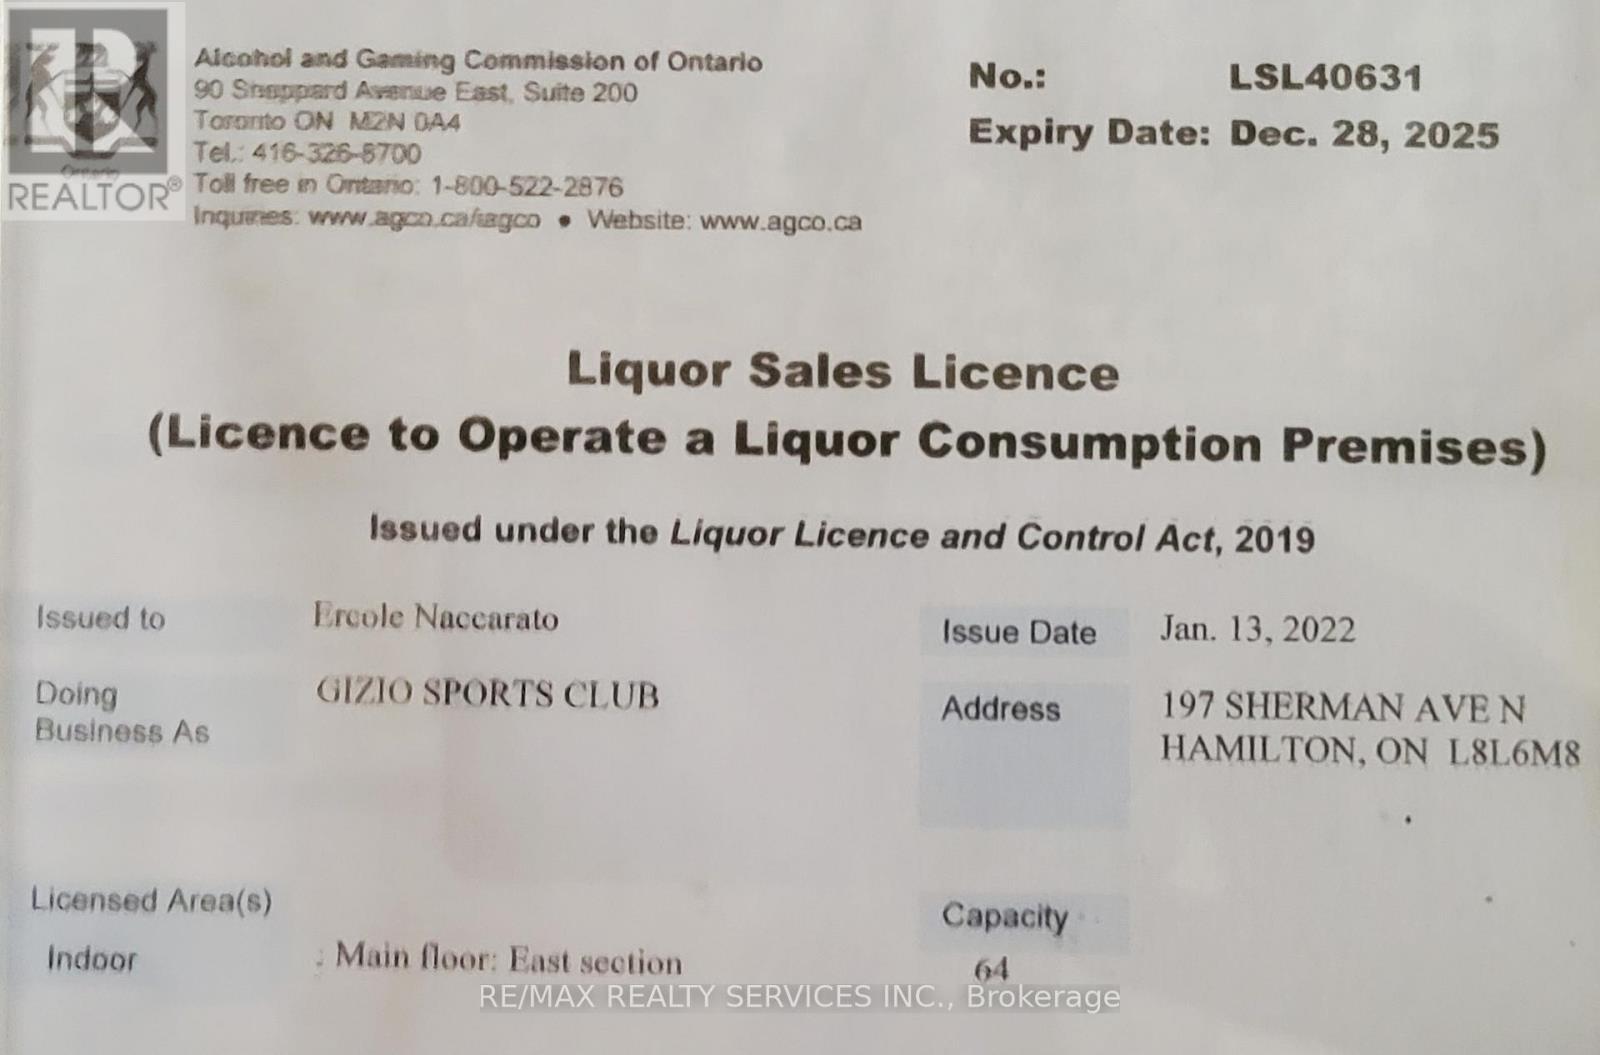 Alcohol and Gaming Commission of Ontario
90 Sheppard Avenue East, Suite 200
Toronto ON M2N 0A4
Tel.: 416-326-8700
Toll free in Ontario: 1-800-522-2876
Inquiries: www.agco.ca/iagco • Website: www.agco.ca
Ontario
REALTOR®
No.: LSL40631
Expiry Date: Dec. 28, 2025
Liquor Sales Licence
(Licence to Operate a Liquor Consumption Premises)
Issued under the Liquor Licence and Control Act, 2019
Issued to Ercole Naccarato
Issue Date Jan. 13, 2022
Doing Business As GIZIO SPORTS CLUB
Address 197 SHERMAN AVE N
HAMILTON, ON L8L6M8
Licensed Area(s)
Capacity
Indoor : Main floor: East section 64
RE/MAX REALTY SERVICES INC., Brokerage